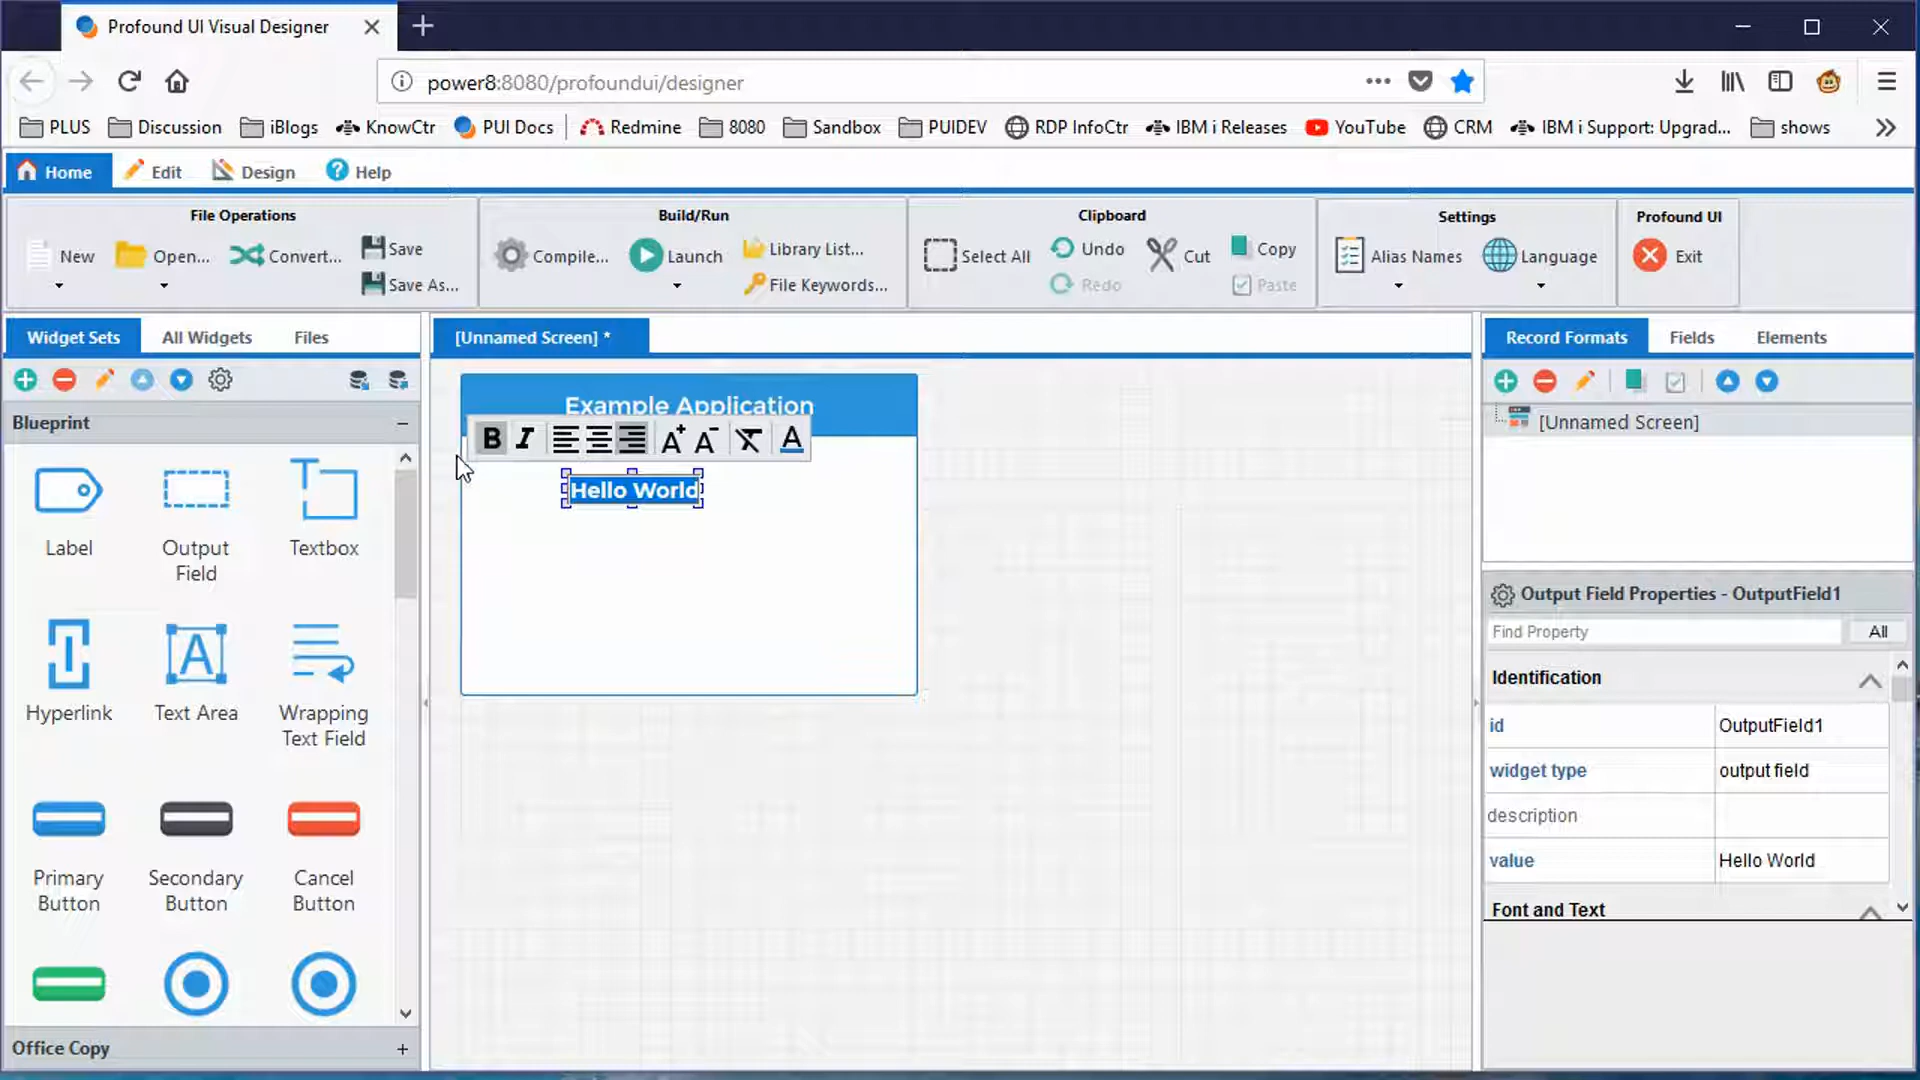 Profound UI Visual Designer
power8:8080/profoundui/designer
PLUS Discussion iBlogs KnowCtr PUI Docs Redmine 8080 Sandbox PUIDEV RDP InfoCtr IBM i Releases YouTube CRM IBM i Support: Upgrad... shows
Home Edit Design Help
File Operations Build/Run Clipboard Settings Profound UI
New Open... Convert... Save Save As...
Compile... Launch Library List... File Keywords...
Select All Undo Redo Cut Copy Paste
Alias Names Language Exit
Widget Sets All Widgets Files
Blueprint
Label Output Field Textbox
Hyperlink Text Area Wrapping Text Field
Primary Button Secondary Button Cancel Button
Office Copy
[Unnamed Screen] *
Example Application
B I A+ A- A
Hello World
Record Formats Fields Elements
[Unnamed Screen]
Output Field Properties - OutputField1
Find Property All
Identification
id OutputField1
widget type output field
description
value Hello World
Font and Text